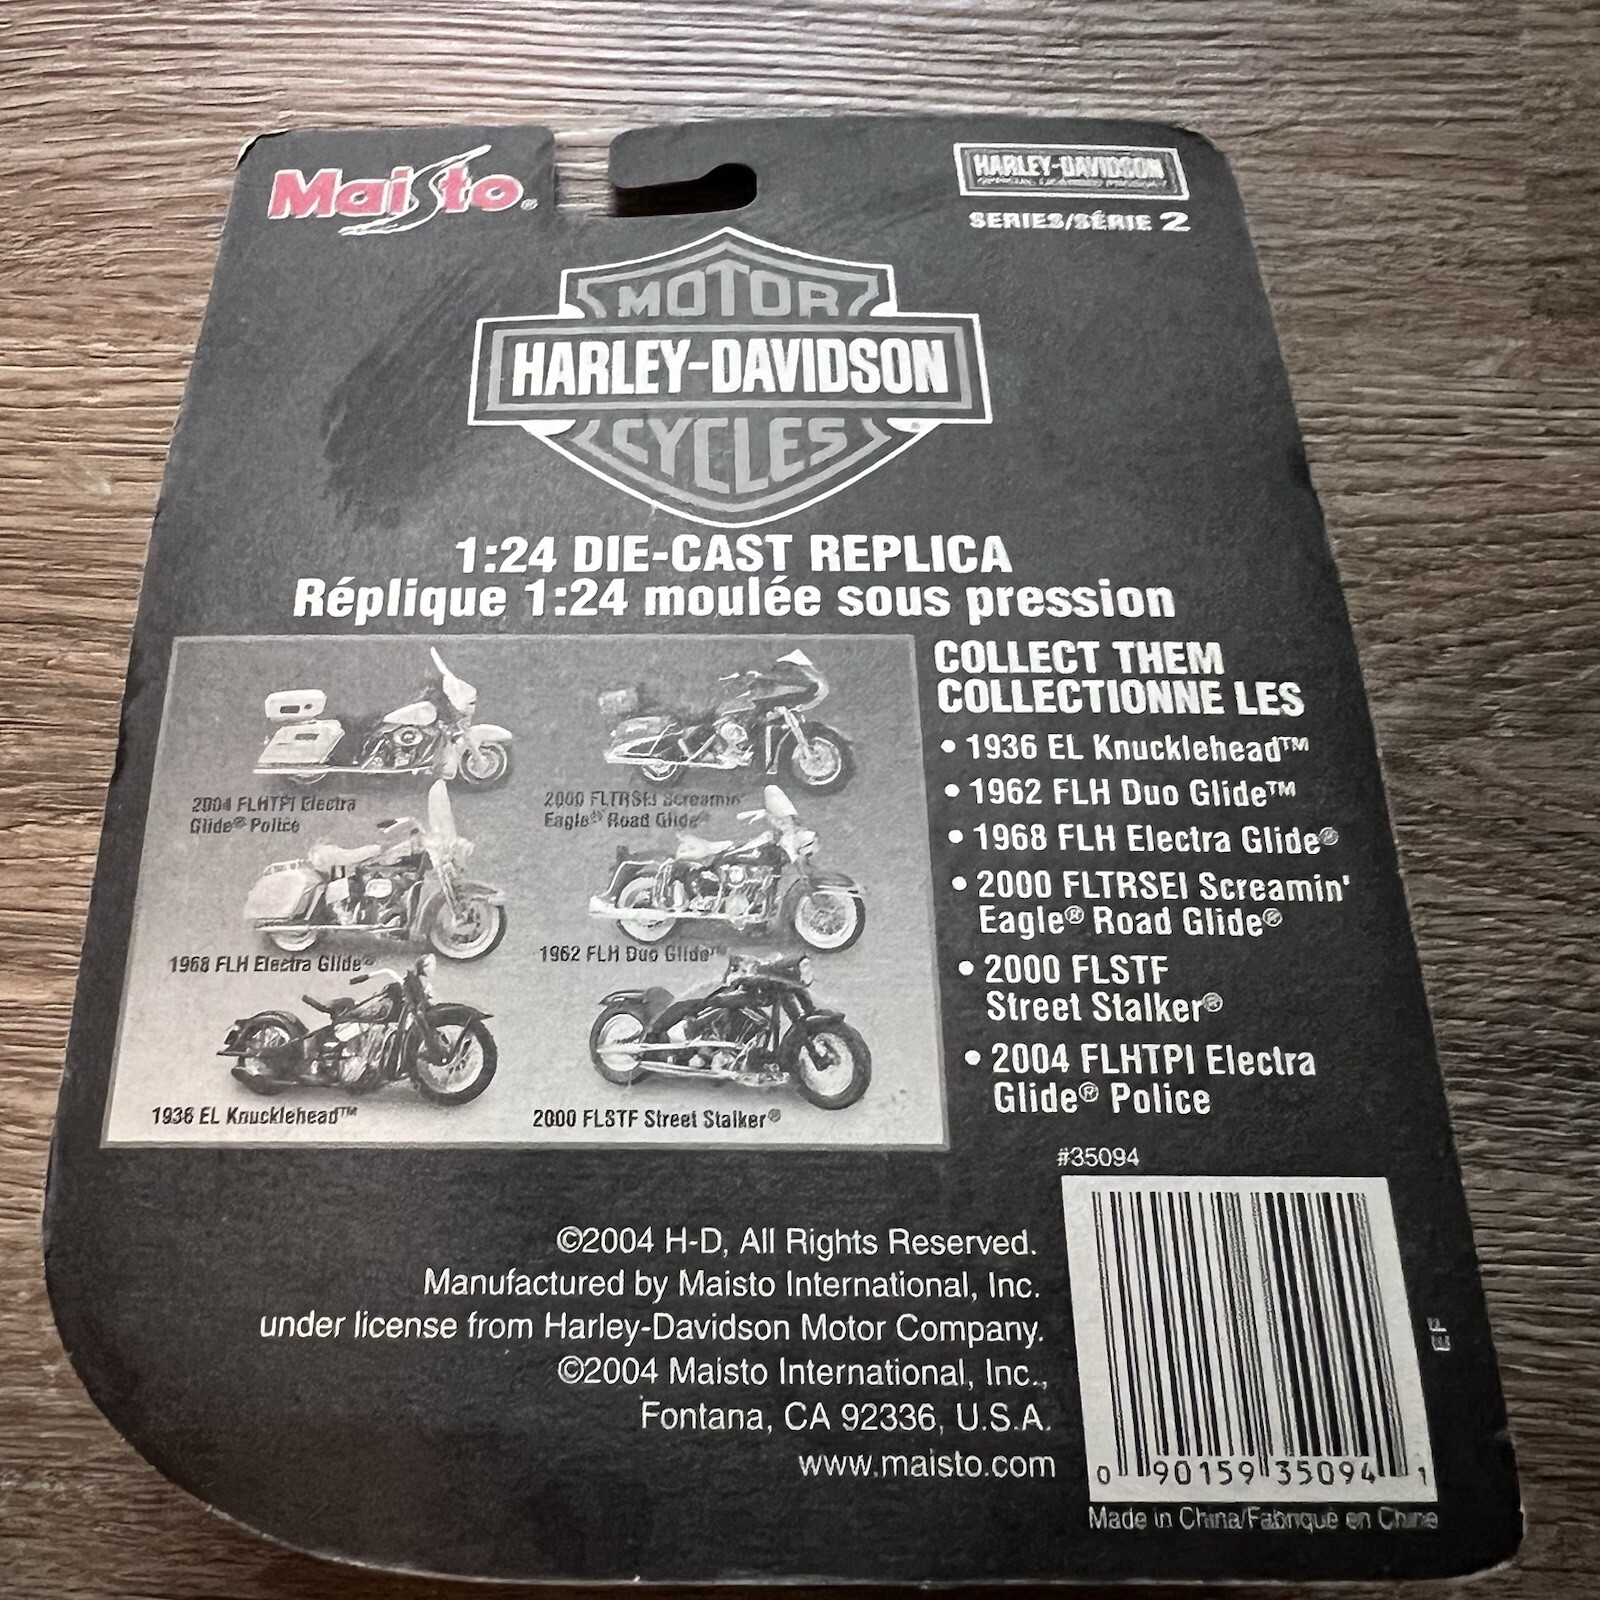 Maisto®
HARLEY-DAVIDSON
SERIES/SÉRIE 2
MOTOR
HARLEY-DAVIDSON
CYCLES
®
1:24 DIE-CAST REPLICA
Réplique 1:24 moulée sous pression
2004 FLHTPI Electra
Glide® Police
2000 FLTRSEI Screamin'
Eagle® Road Glide®
1968 FLH Electra Glide®
1962 FLH Duo Glide™
1936 EL Knucklehead™
2000 FLSTF Street Stalker®
COLLECT THEM
COLLECTIONNE LES
• 1936 EL Knucklehead™
• 1962 FLH Duo Glide™
• 1968 FLH Electra Glide®
• 2000 FLTRSEI Screamin'
Eagle® Road Glide®
• 2000 FLSTF
Street Stalker®
• 2004 FLHTPI Electra
Glide® Police
#35094
©2004 H-D, All Rights Reserved.
Manufactured by Maisto International, Inc.
under license from Harley-Davidson Motor Company.
©2004 Maisto International, Inc.,
Fontana, CA 92336, U.S.A.
www.maisto.com
0 90159 35094 1
Made in China/Fabriqué en Chine
EF